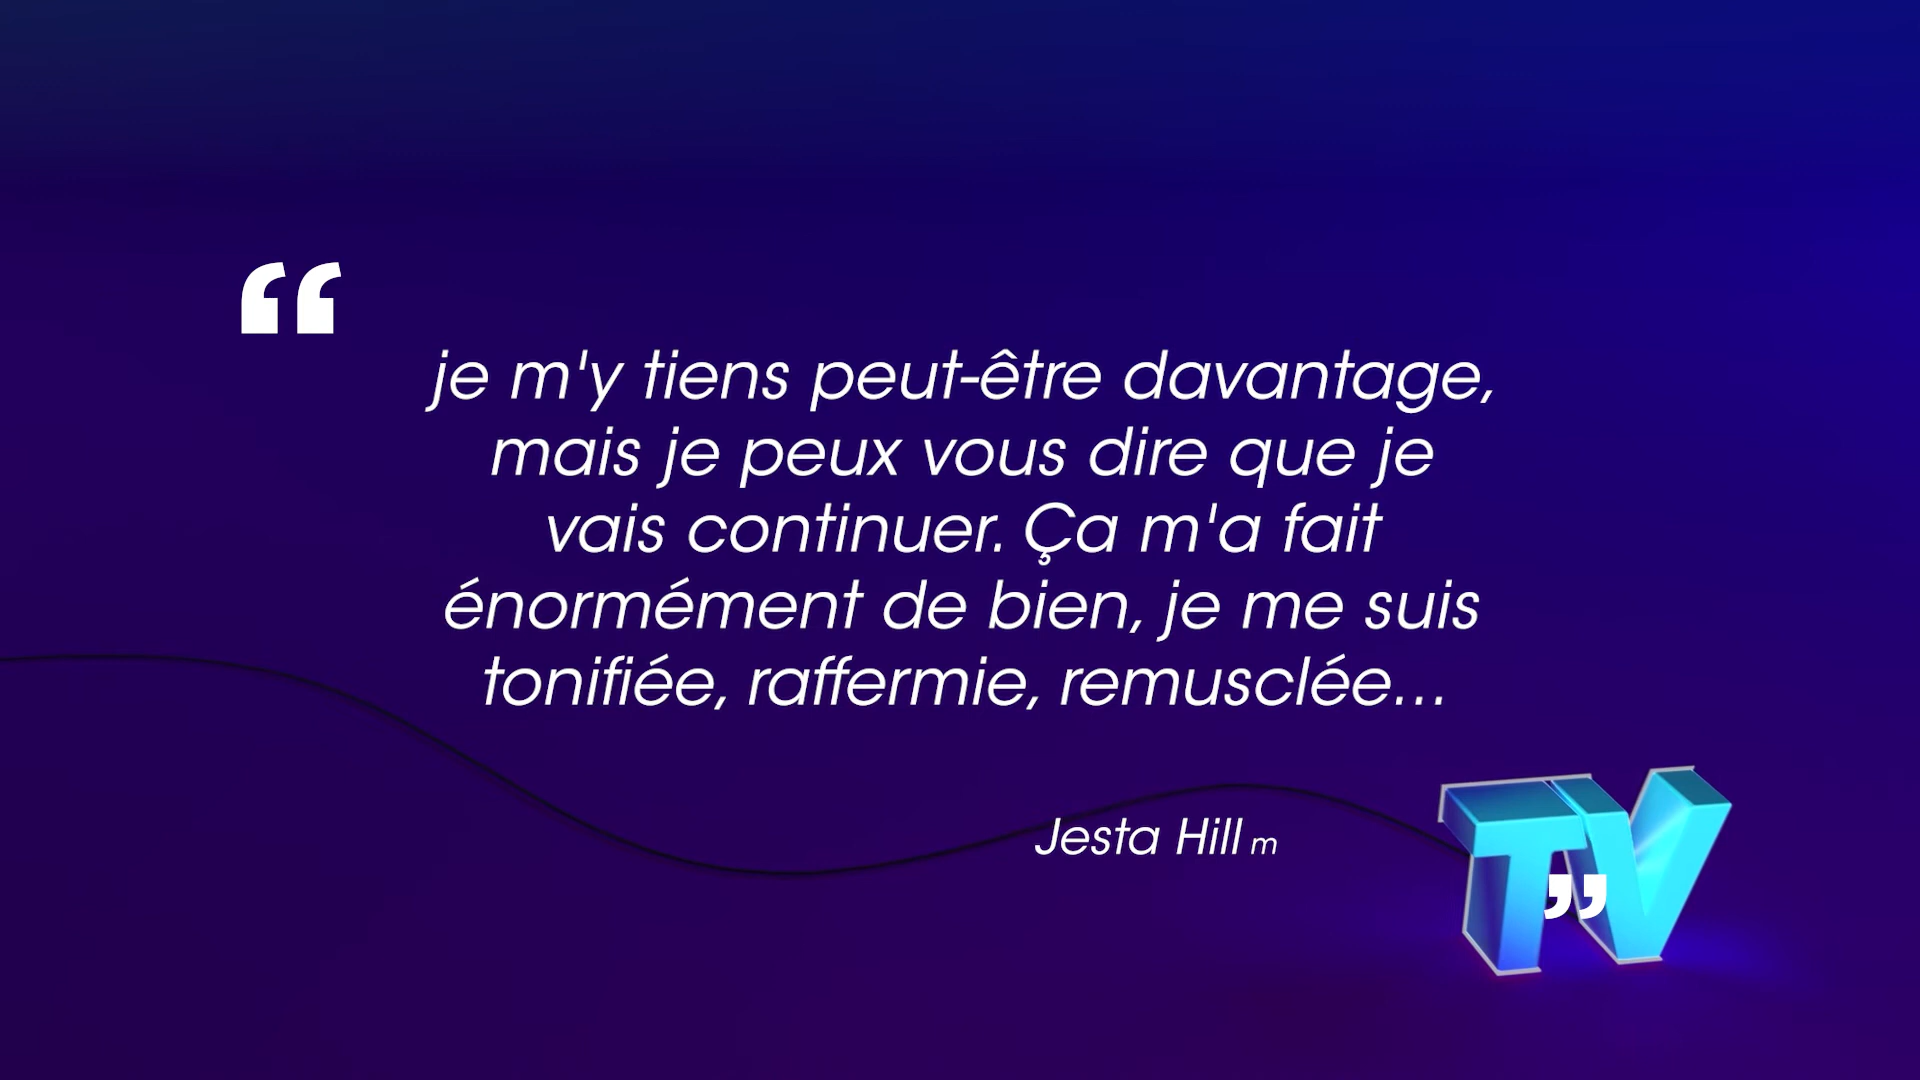 “
je m'y tiens peut-être davantage,
mais je peux vous dire que je
vais continuer. Ça m'a fait
énormément de bien, je me suis
tonifiée, raffermie, remusclée...
Jesta Hill m
TV
”